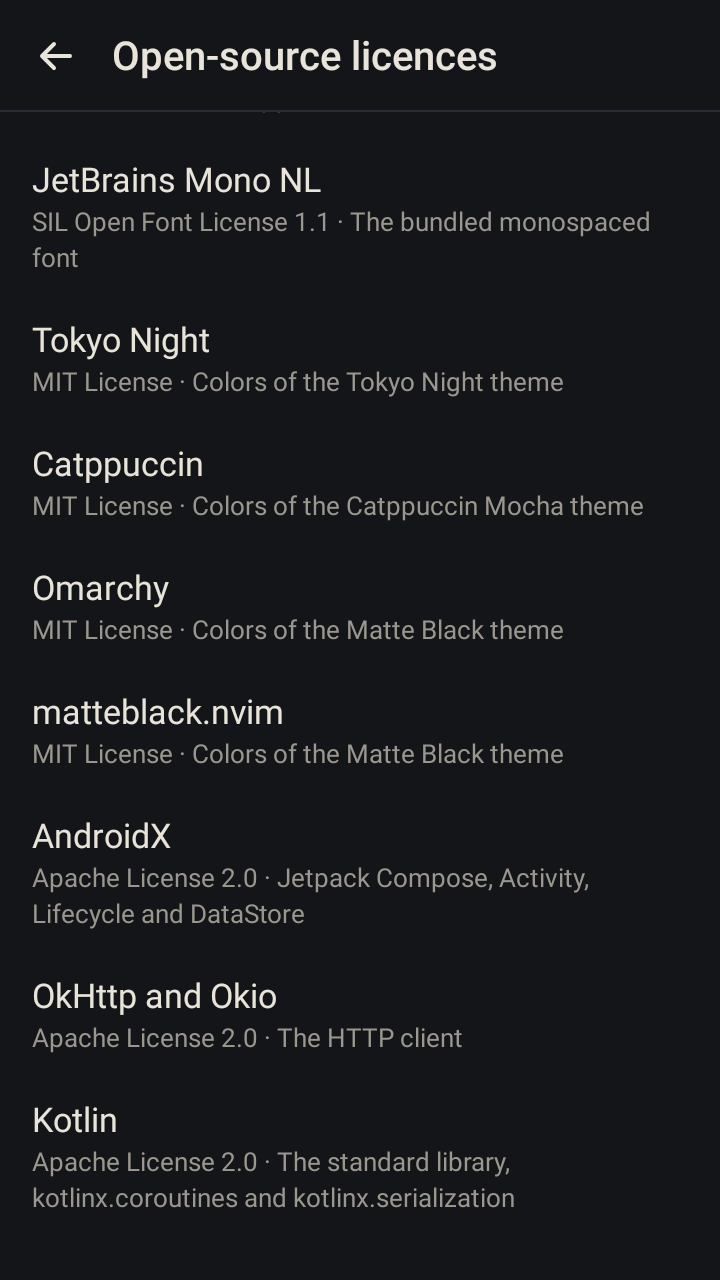 Open-source licences
JetBrains Mono NL
SIL Open Font License 1.1 · The bundled monospaced
font
Tokyo Night
MIT License · Colors of the Tokyo Night theme
Catppuccin
MIT License · Colors of the Catppuccin Mocha theme
Omarchy
MIT License · Colors of the Matte Black theme
matteblack.nvim
MIT License · Colors of the Matte Black theme
AndroidX
Apache License 2.0 · Jetpack Compose, Activity,
Lifecycle and DataStore
OkHttp and Okio
Apache License 2.0 · The HTTP client
Kotlin
Apache License 2.0 · The standard library,
kotlinx.coroutines and kotlinx.serialization